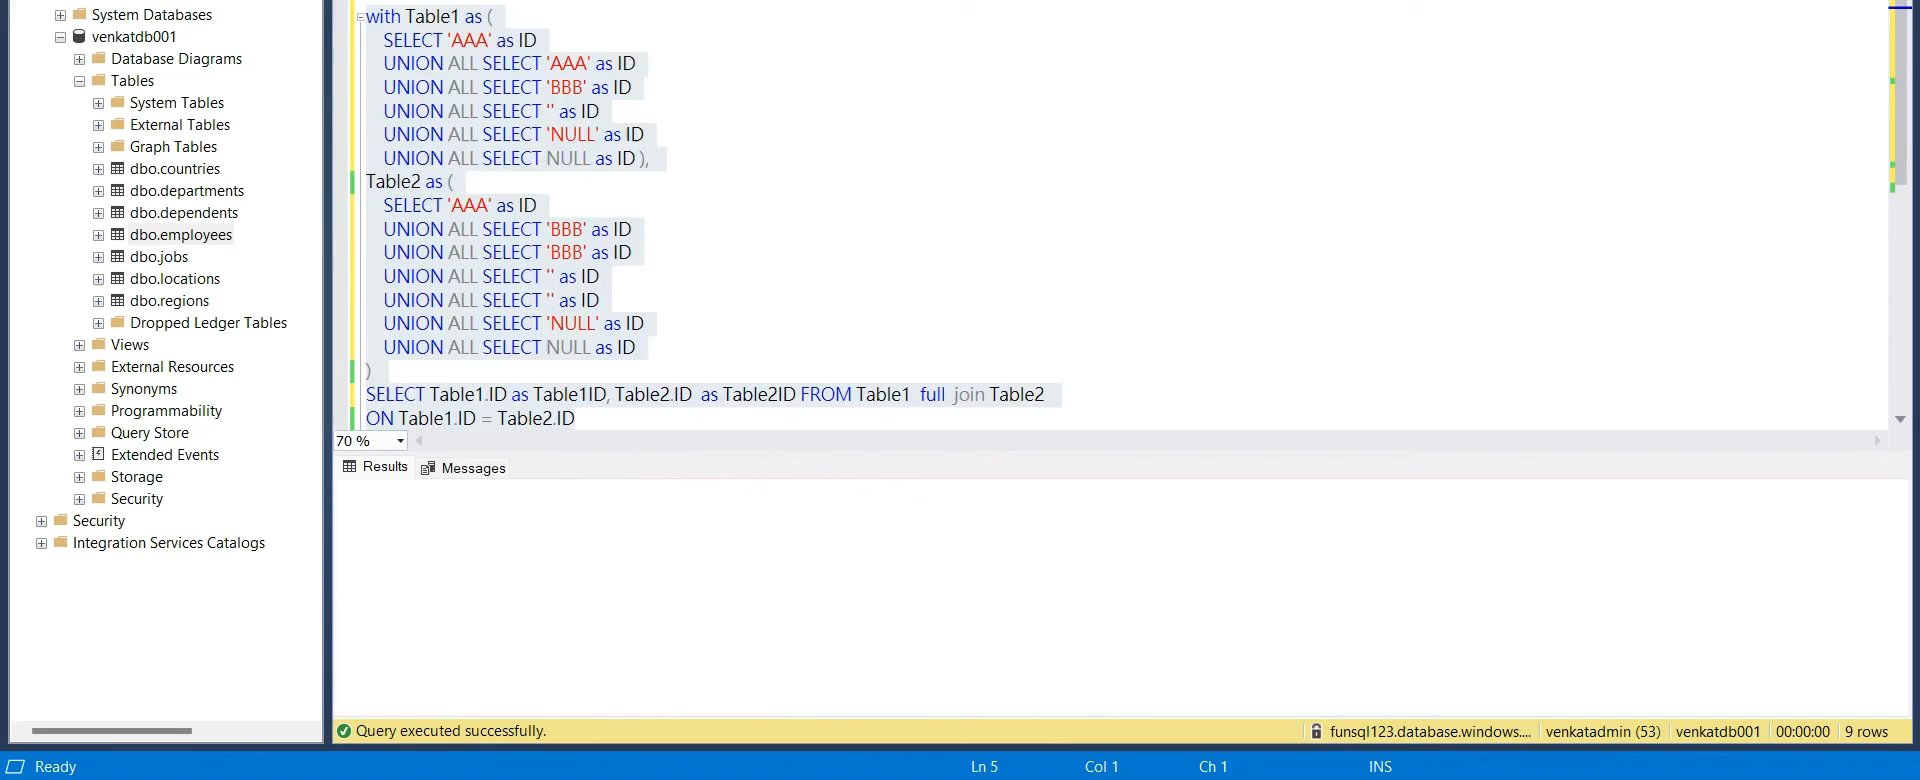 System Databases
venkatdb001
Database Diagrams
Tables
System Tables
External Tables
Graph Tables
dbo.countries
dbo.departments
dbo.dependents
dbo.employees
dbo.jobs
dbo.locations
dbo.regions
Dropped Ledger Tables
Views
External Resources
Synonyms
Programmability
Query Store
Extended Events
Storage
Security
Security
Integration Services Catalogs
with Table1 as (
SELECT 'AAA' as ID
UNION ALL SELECT 'AAA' as ID
UNION ALL SELECT 'BBB' as ID
UNION ALL SELECT '' as ID
UNION ALL SELECT 'NULL' as ID
UNION ALL SELECT NULL as ID ),
Table2 as (
SELECT 'AAA' as ID
UNION ALL SELECT 'BBB' as ID
UNION ALL SELECT 'BBB' as ID
UNION ALL SELECT '' as ID
UNION ALL SELECT '' as ID
UNION ALL SELECT 'NULL' as ID
UNION ALL SELECT NULL as ID
)
SELECT Table1.ID as Table1ID, Table2.ID as Table2ID FROM Table1 full join Table2
ON Table1.ID = Table2.ID
70 %
Results Messages
Query executed successfully. funsql123.database.windows.... venkatadmin (53) venkatdb001 00:00:00 9 rows
Ready Ln 5 Col 1 Ch 1 INS